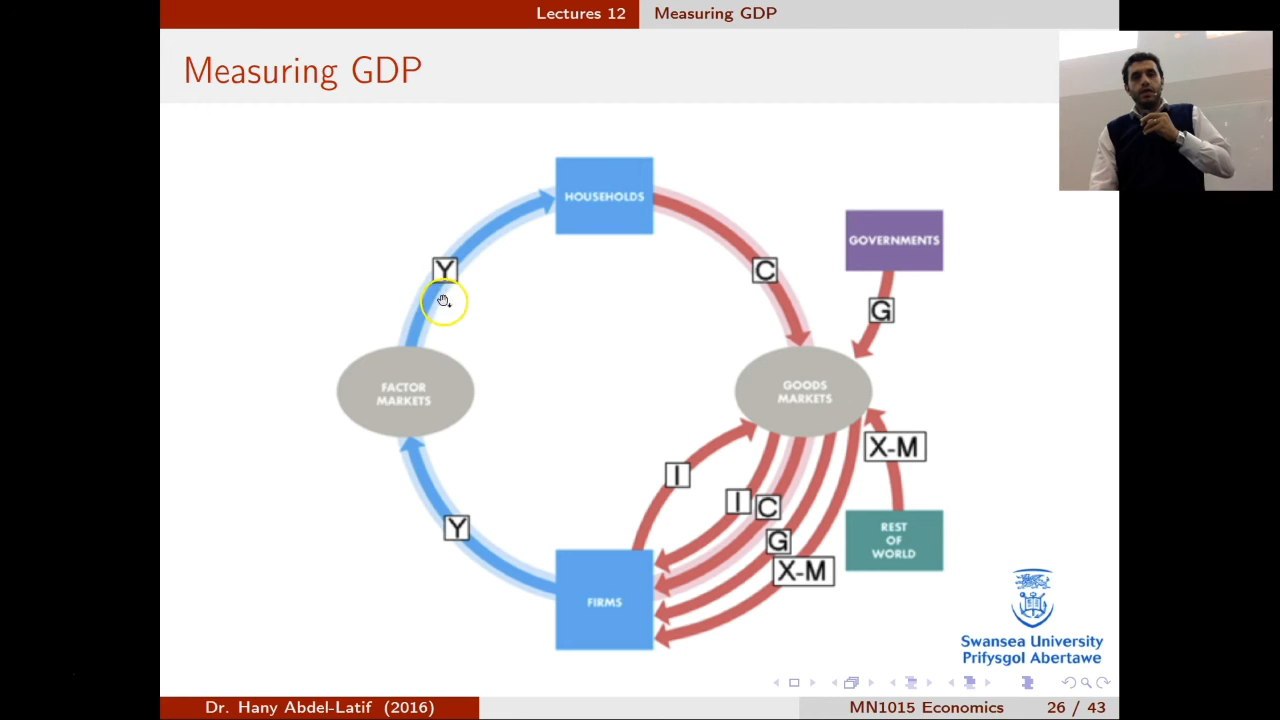 Lectures 12 Measuring GDP
Measuring GDP
HOUSEHOLDS
GOVERNMENTS
Y
C
G
FACTOR
MARKETS
GOODS
MARKETS
X-M
I
I
C
G
X-M
Y
REST
OF
WORLD
FIRMS
Swansea University
Prifysgol Abertawe
Dr. Hany Abdel-Latif (2016) MN1015 Economics 26 / 43